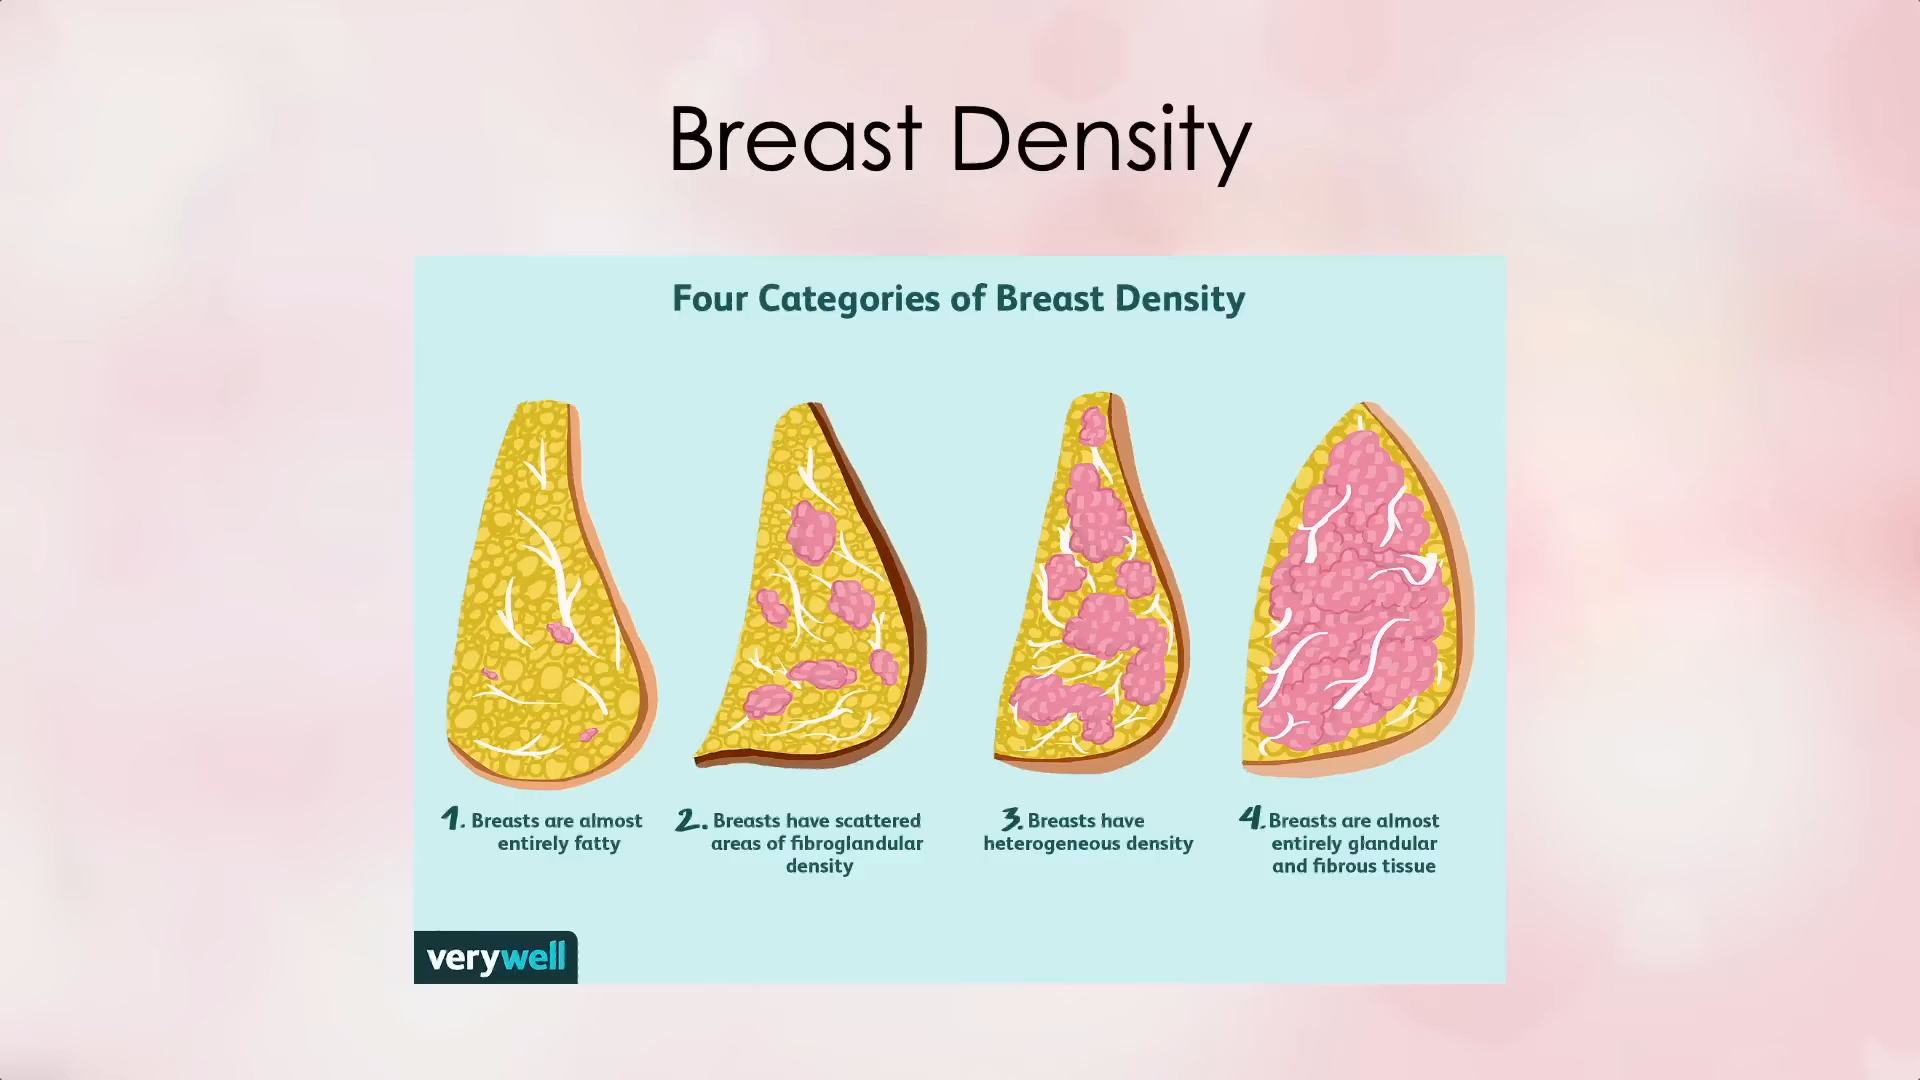 Breast Density
Four Categories of Breast Density
1. Breasts are almost
entirely fatty
2. Breasts have scattered
areas of fibroglandular
density
3. Breasts have
heterogeneous density
4. Breasts are almost
entirely glandular
and fibrous tissue
verywell